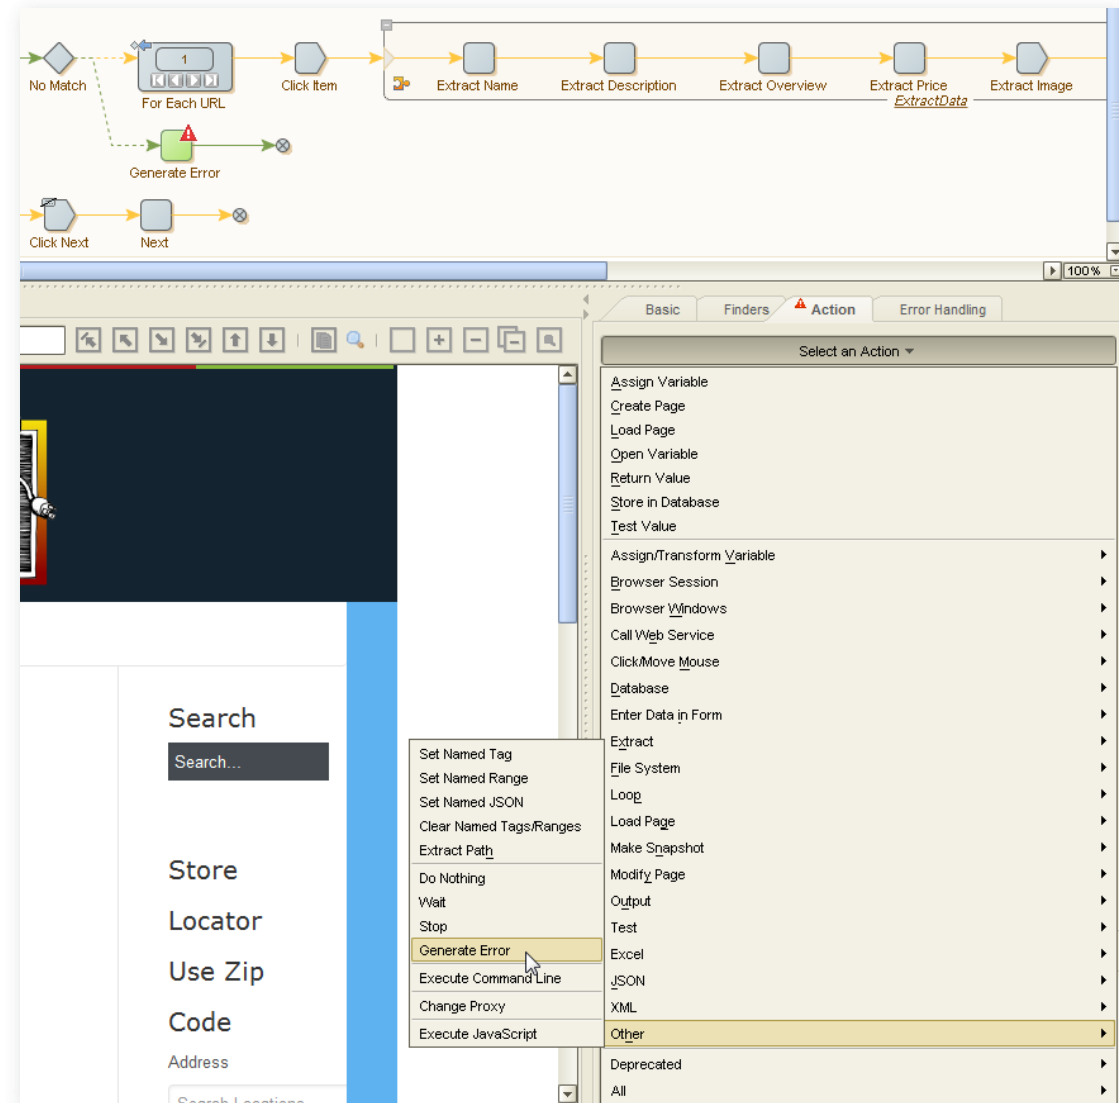 1
No Match
For Each URL
Click Item
Extract Name
Extract Description
Extract Overview
Extract Price
Extract Image
ExtractData
Generate Error
Click Next
Next
100%
Basic
Finders
Action
Error Handling
Select an Action
Assign Variable
Create Page
Load Page
Open Variable
Return Value
Store in Database
Test Value
Assign/Transform Variable
Browser Session
Browser Windows
Call Web Service
Click/Move Mouse
Database
Enter Data in Form
Extract
File System
Loop
Load Page
Make Snapshot
Modify Page
Output
Test
Excel
JSON
XML
Other
Deprecated
All
Set Named Tag
Set Named Range
Set Named JSON
Clear Named Tags/Ranges
Extract Path
Do Nothing
Wait
Stop
Generate Error
Execute Command Line
Change Proxy
Execute JavaScript
Search
Search...
Store
Locator
Use Zip
Code
Address
Search Locations